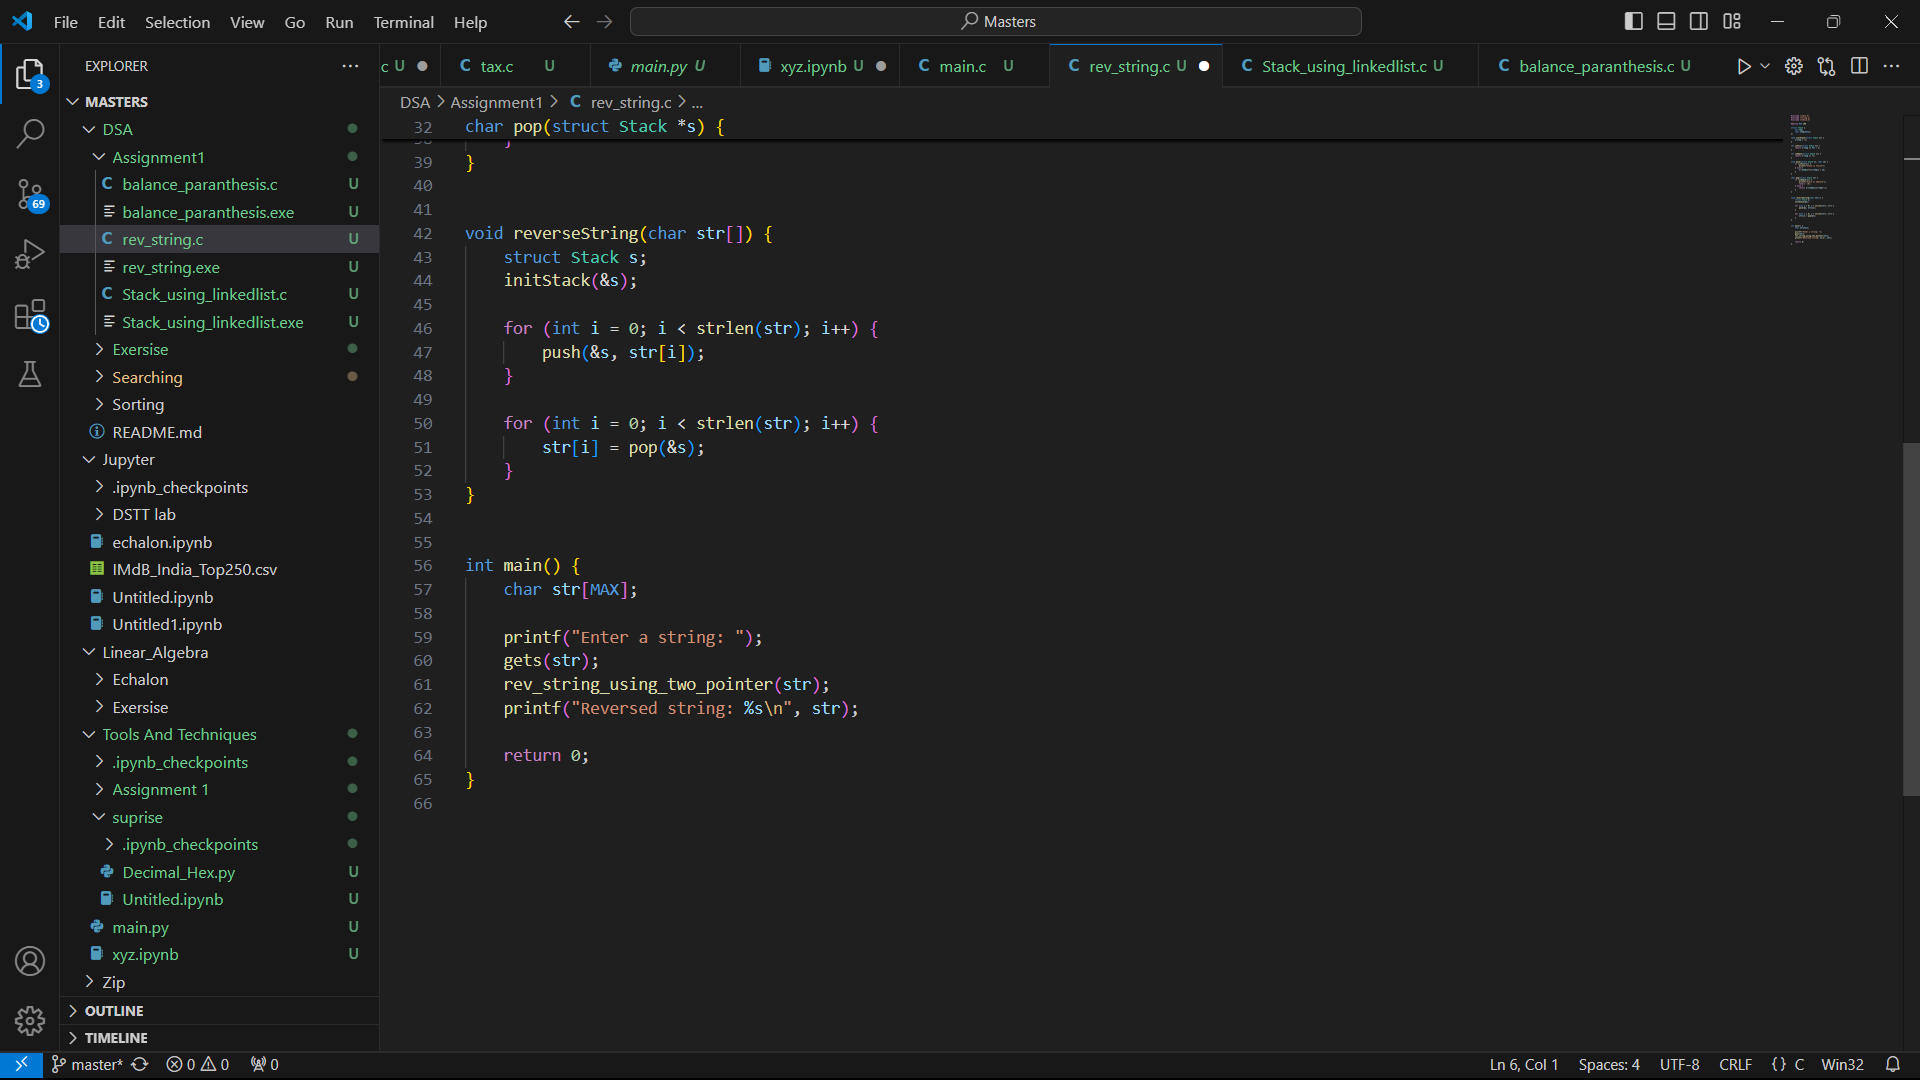 File Edit Selection View Go Run Terminal Help
Masters
EXPLORER
c U
C tax.c U
main.py U
xyz.ipynb U
C main.c U
C rev_string.c U
C Stack_using_linkedlist.c U
C balance_paranthesis.c U
MASTERS
DSA
Assignment1
C balance_paranthesis.c U
balance_paranthesis.exe U
C rev_string.c U
rev_string.exe U
C Stack_using_linkedlist.c U
Stack_using_linkedlist.exe U
Exersise
Searching
Sorting
README.md
Jupyter
.ipynb_checkpoints
DSTT lab
echalon.ipynb
IMdB_India_Top250.csv
Untitled.ipynb
Untitled1.ipynb
Linear_Algebra
Echalon
Exersise
Tools And Techniques
.ipynb_checkpoints
Assignment 1
suprise
.ipynb_checkpoints
Decimal_Hex.py U
Untitled.ipynb U
main.py U
xyz.ipynb U
Zip
OUTLINE
TIMELINE
3
69
DSA > Assignment1 > C rev_string.c > ...
32 char pop(struct Stack *s) {
39 }
40
41
42 void reverseString(char str[]) {
43 struct Stack s;
44 initStack(&s);
45
46 for (int i = 0; i < strlen(str); i++) {
47 push(&s, str[i]);
48 }
49
50 for (int i = 0; i < strlen(str); i++) {
51 str[i] = pop(&s);
52 }
53 }
54
55
56 int main() {
57 char str[MAX];
58
59 printf("Enter a string: ");
60 gets(str);
61 rev_string_using_two_pointer(str);
62 printf("Reversed string: %s\n", str);
63
64 return 0;
65 }
66
master* 0 0 0
Ln 6, Col 1 Spaces: 4 UTF-8 CRLF {} C Win32